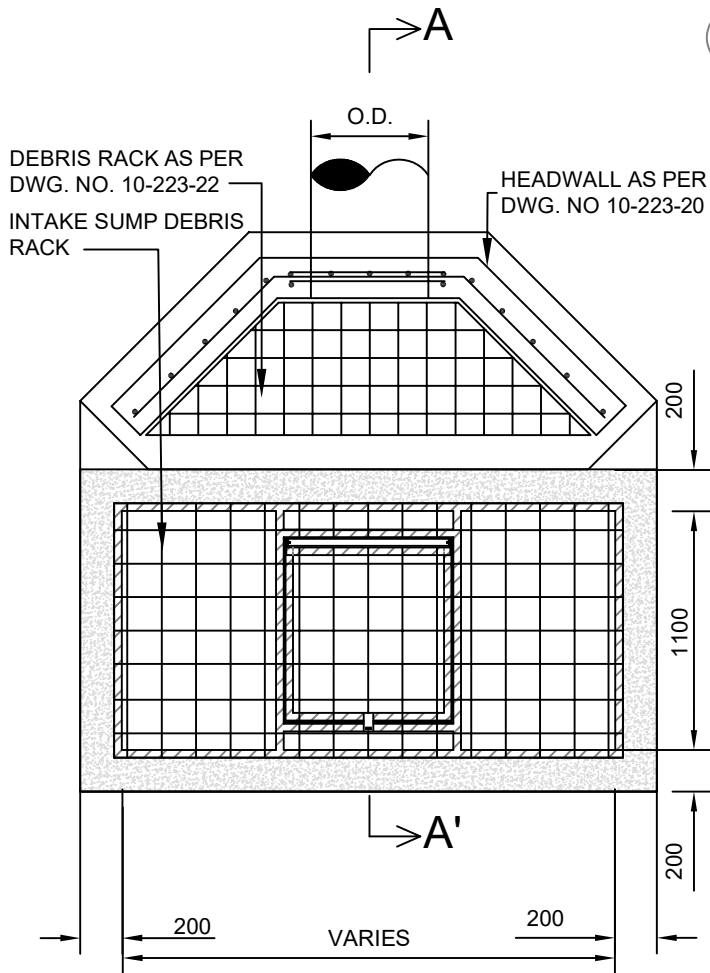 A
O.D.
DEBRIS RACK AS PER
DWG. NO. 10-223-22
HEADWALL AS PER
DWG. NO 10-223-20
INTAKE SUMP DEBRIS
RACK
200
1100
A'
200
200
VARIES
200